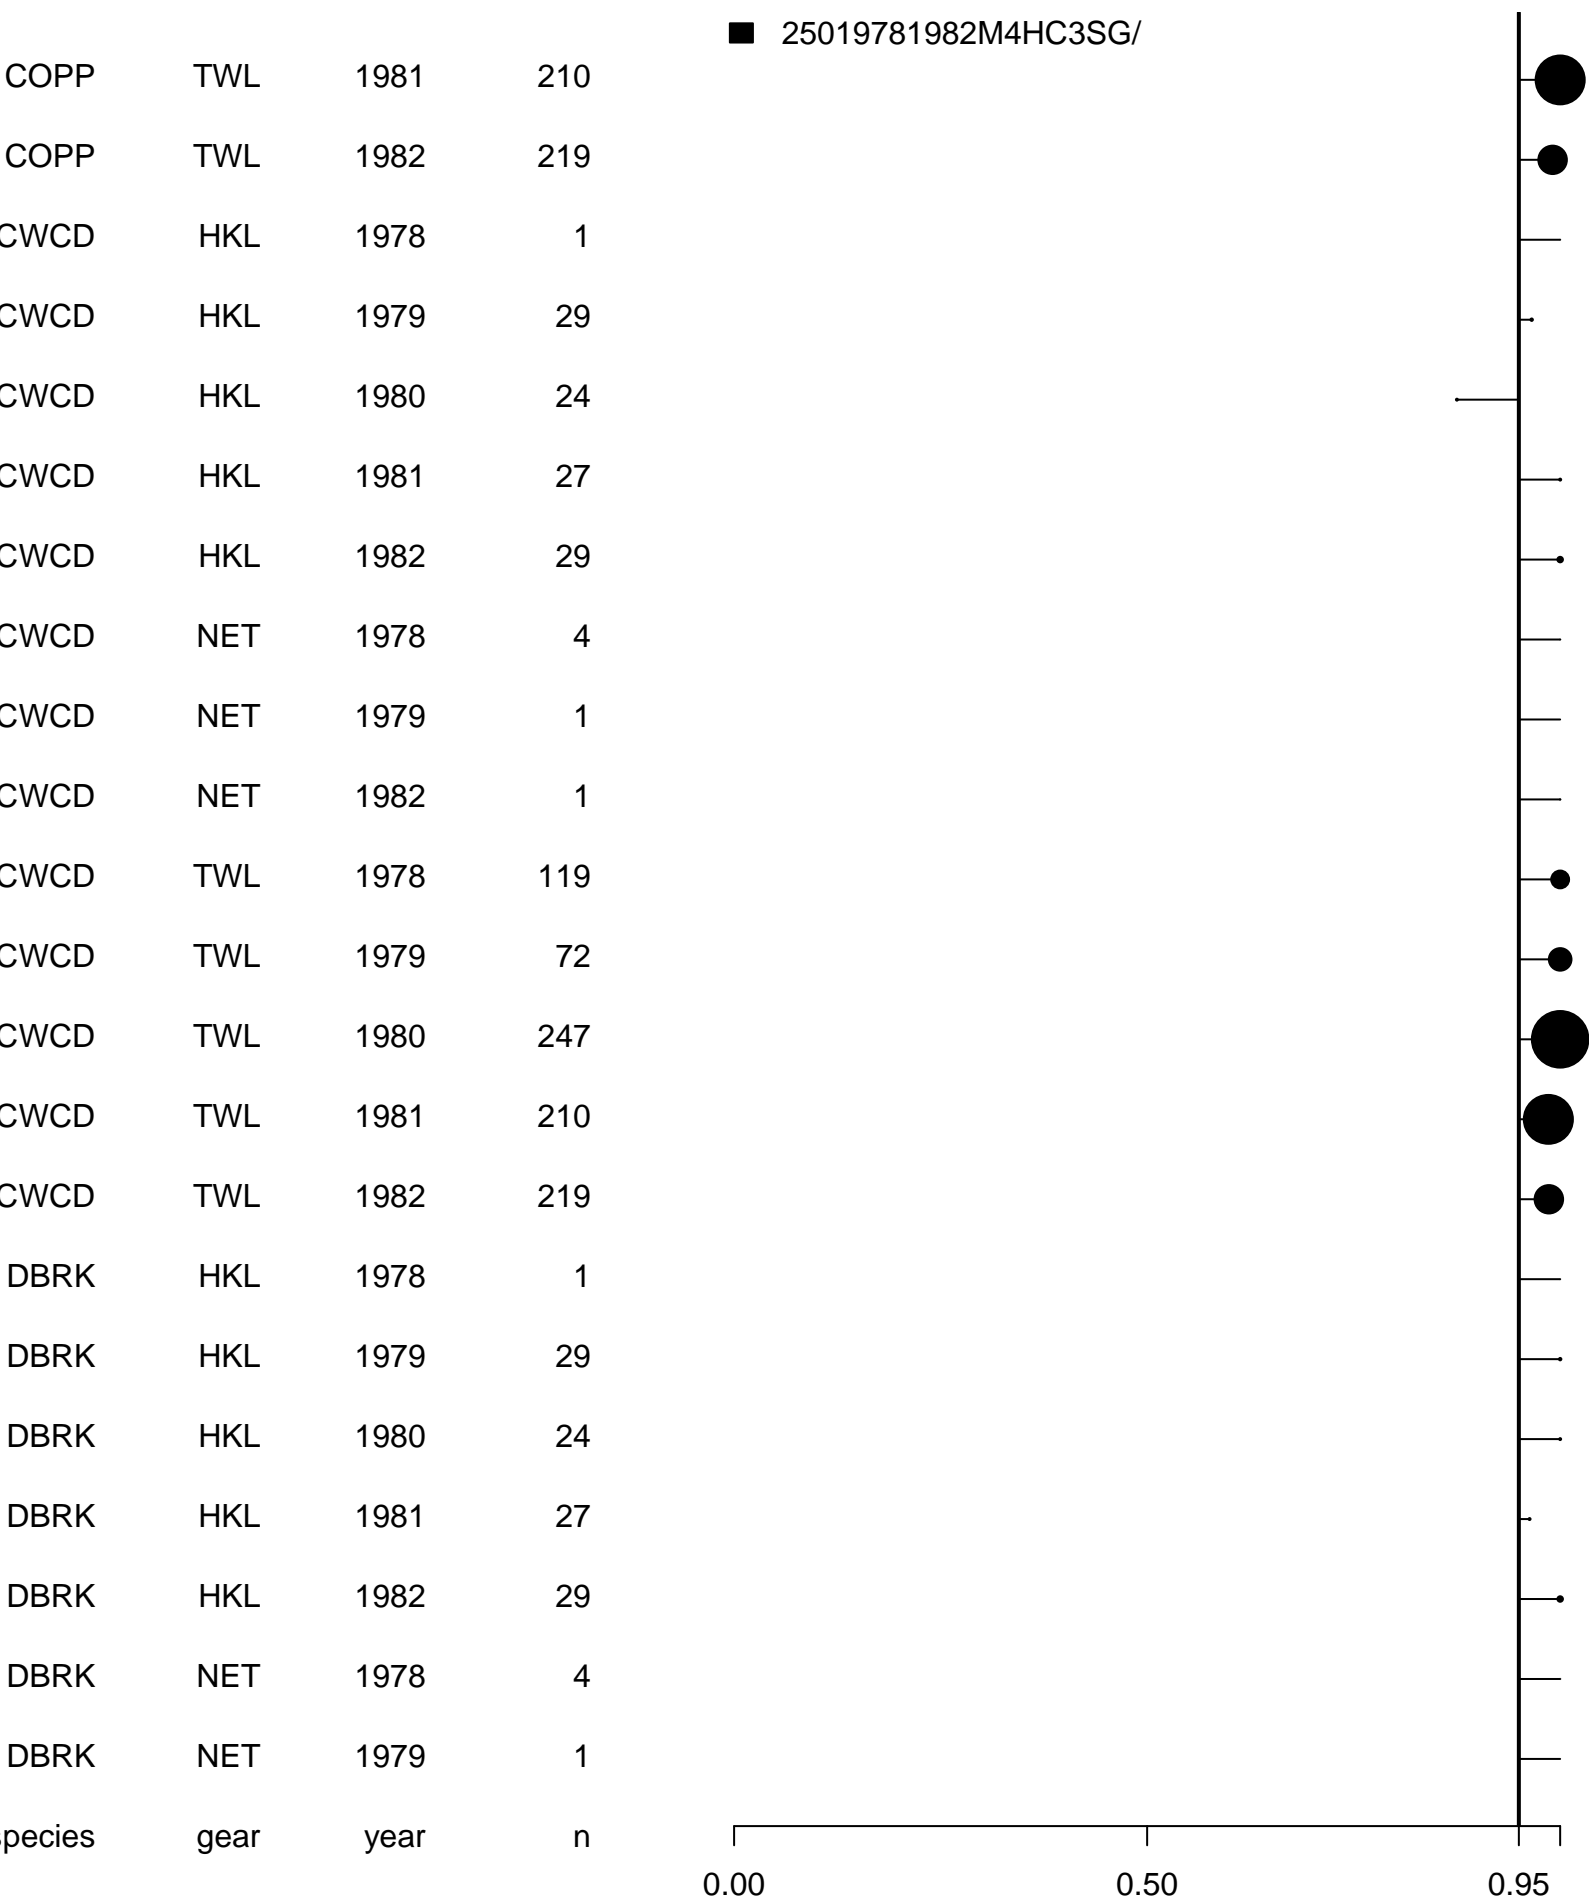 25019781982M4HC3SG/
COPP TWL 1981 210
COPP TWL 1982 219
CWCD HKL 1978 1
CWCD HKL 1979 29
CWCD HKL 1980 24
CWCD HKL 1981 27
CWCD HKL 1982 29
CWCD NET 1978 4
CWCD NET 1979 1
CWCD NET 1982 1
CWCD TWL 1978 119
CWCD TWL 1979 72
CWCD TWL 1980 247
CWCD TWL 1981 210
CWCD TWL 1982 219
DBRK HKL 1978 1
DBRK HKL 1979 29
DBRK HKL 1980 24
DBRK HKL 1981 27
DBRK HKL 1982 29
DBRK NET 1978 4
DBRK NET 1979 1
species gear year n
0.00 0.50 0.95